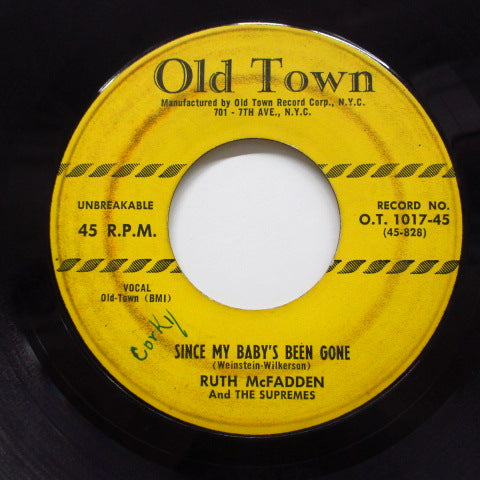 Old Town
Manufactured by Old Town Record Corp., N.Y.C.
701 - 7TH AVE., N.Y.C.
UNBREAKABLE
45 R.P.M.
RECORD NO.
O.T. 1017-45
(45-828)
VOCAL
Old-Town (BMI)
Corky
SINCE MY BABY'S BEEN GONE
(Weinstein-Wilkerson)
RUTH McFADDEN
And THE SUPREMES